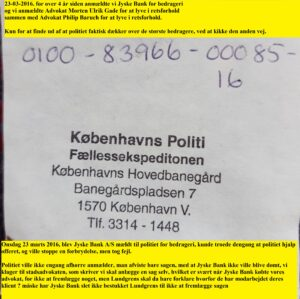 23-03-2016. for over 4 år siden anmeldte vi Jyske Bank for bedrageri
og vi anmeldte Advokat Morten Ulrik Gade for at lyve i retsforhold
sammen med Advokat Philip Baruch for at lyve i retsforhold.
Kun for at finde ud af at politiet faktisk dækker over de største bedragere, ved at kikke den anden vej,
0100-83966-00085-
16
Københavns Politi
Fællesekspeditionen
Københavns Hovedbanegård
Banegårdspladsen 7
1570 København V.
Tlf. 3314 - 1448
Onsdag 23 marts 2016, blev Jyske Bank A/S mældt til politiet for bedrageri, kunde troede dengang at politiet hjalp
offeret, og ville stoppe en forbrydelse, men tog fejl.
Politiet ville ikke engang afhøre anmælder, man afviste bare sagen, med at Jyske Bank ikke ville blive dømt, vi
klager til stadsadvokaten, som skriver vi skal anlægge en sag selv, hvilket er svært når Jyske Bank købte vores
advokat, for ikke at fremlægge noget, men Lundgrens skal da bare forklare hvorfor de har modarbejdet deres
klient ? måske har Jyske Bank slet ikke bestukket Lundgrens til ikke at fremlægge sagen